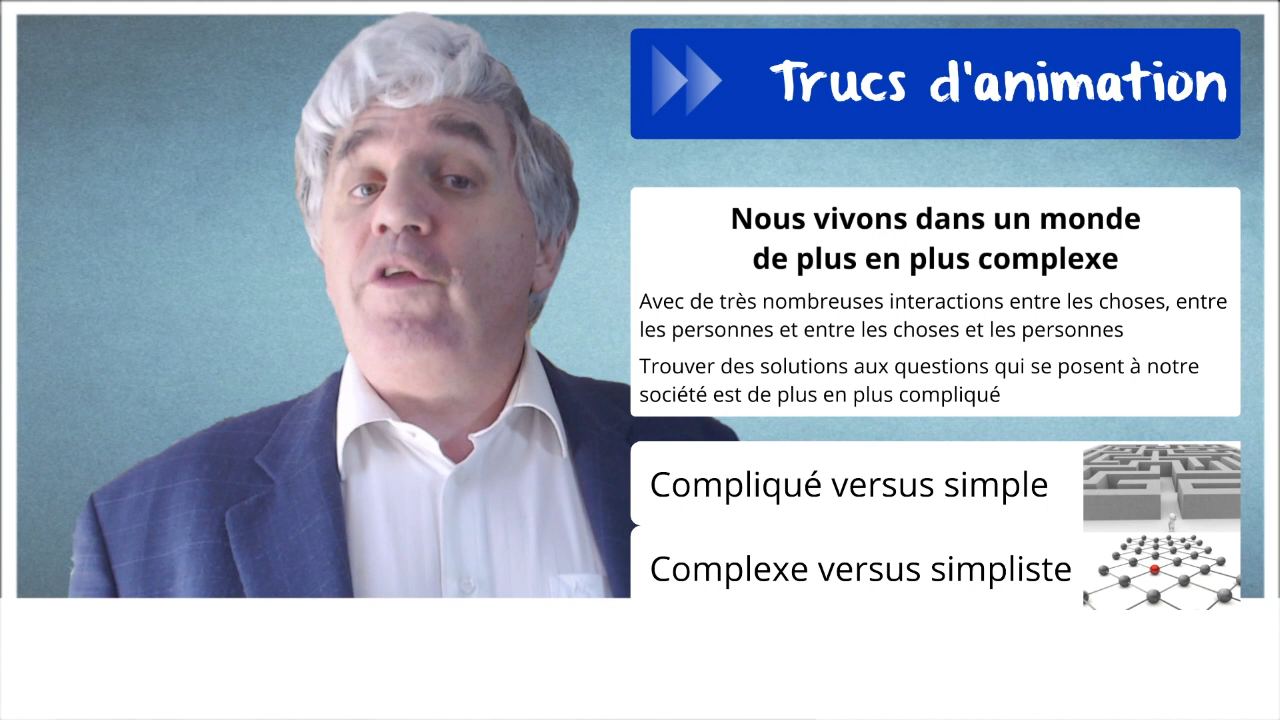 Trucs d'animation
Nous vivons dans un monde
de plus en plus complexe
Avec de très nombreuses interactions entre les choses, entre
les personnes et entre les choses et les personnes
Trouver des solutions aux questions qui se posent à notre
société est de plus en plus compliqué
Compliqué versus simple
Complexe versus simpliste